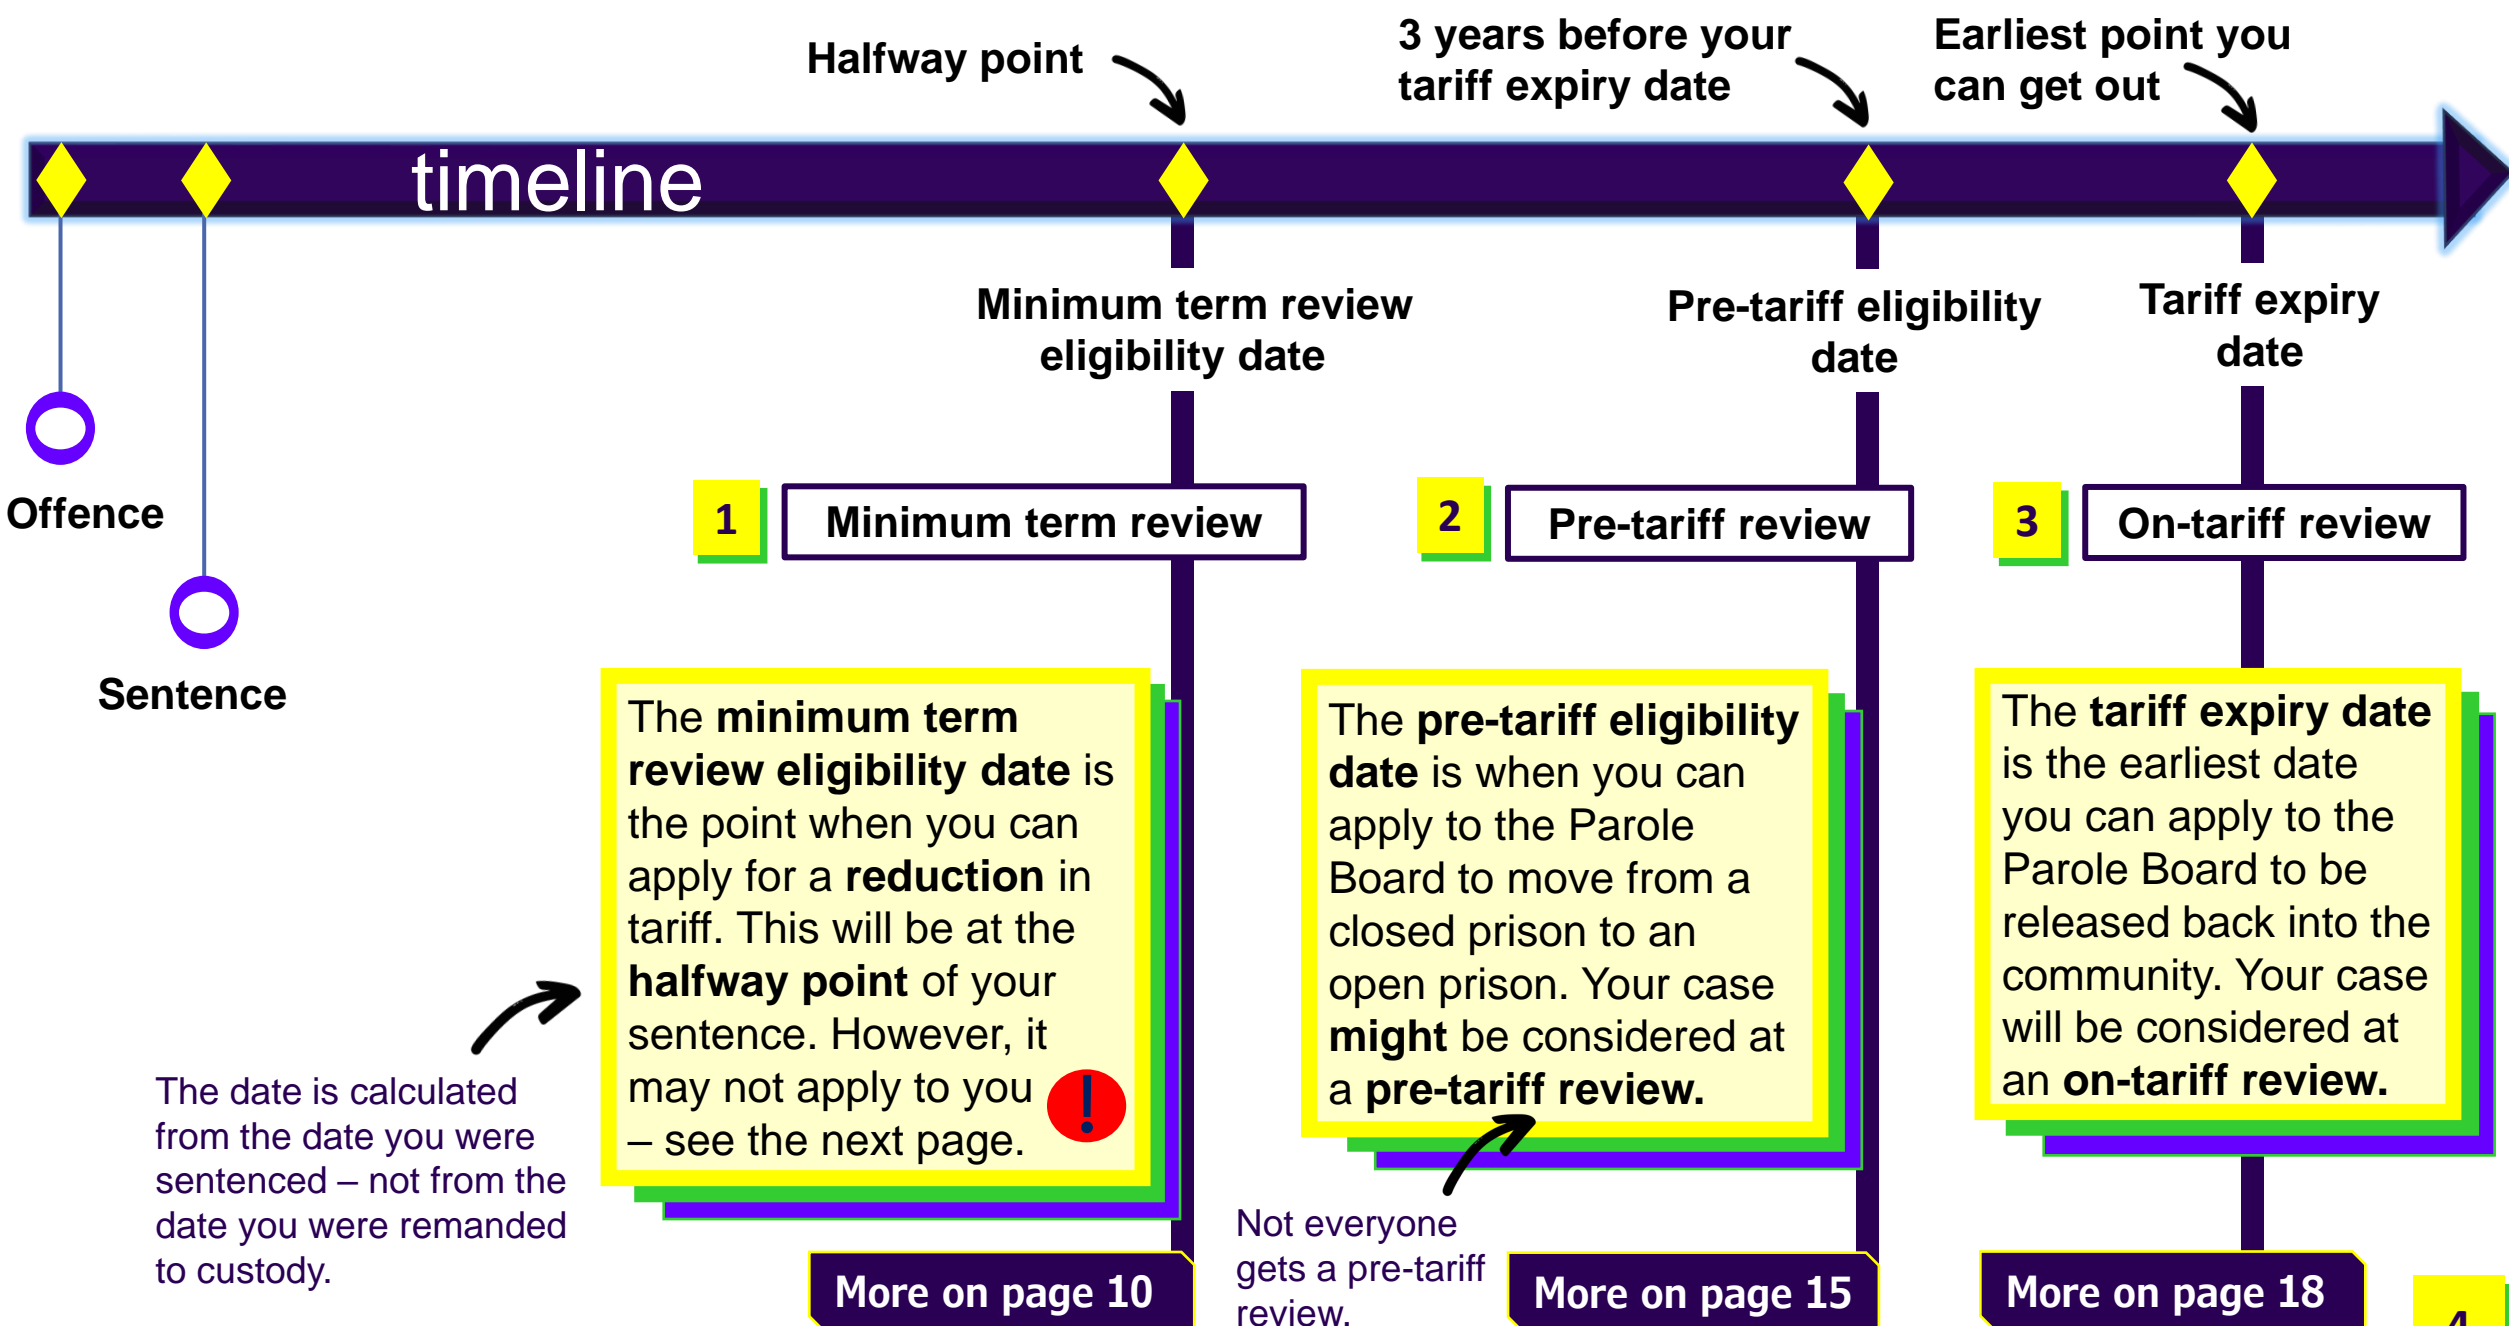 Halfway point
3 years before your
tariff expiry date
Earliest point you
can get out
timeline
Offence
Sentence
Minimum term review
eligibility date
Pre-tariff eligibility
date
Tariff expiry
date
1
Minimum term review
2
Pre-tariff review
3
On-tariff review
The minimum term
review eligibility date is
the point when you can
apply for a reduction in
tariff. This will be at the
halfway point of your
sentence. However, it
may not apply to you !
– see the next page.
The date is calculated
from the date you were
sentenced – not from the
date you were remanded
to custody.
More on page 10
The pre-tariff eligibility
date is when you can
apply to the Parole
Board to move from a
closed prison to an
open prison. Your case
might be considered at
a pre-tariff review.
Not everyone
gets a pre-tariff
review.
More on page 15
The tariff expiry date
is the earliest date
you can apply to the
Parole Board to be
released back into the
community. Your case
will be considered at
an on-tariff review.
More on page 18
4